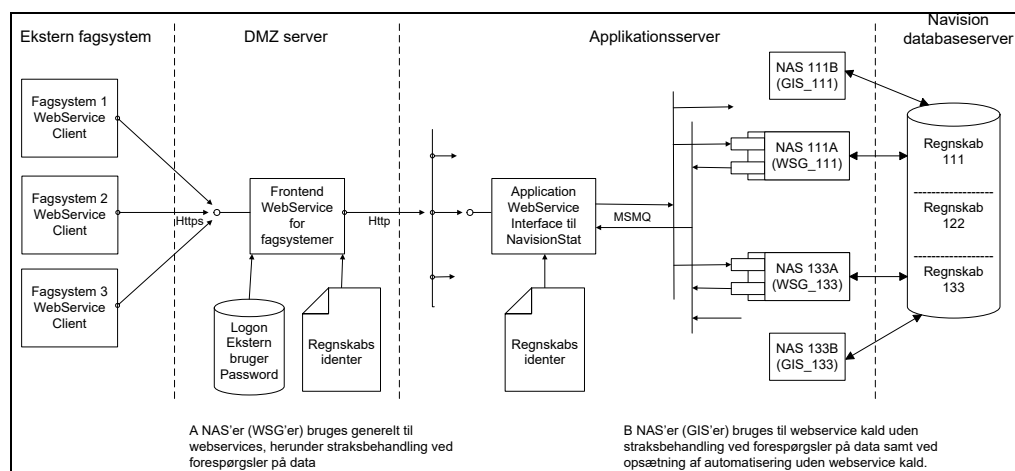 Ekstern fagsystem
DMZ server
Applikationsserver
Navision
databaseserver
Fagsystem 1
WebService
Client
Fagsystem 2
WebService
Client
Fagsystem 3
WebService
Client
Https
Frontend
WebService
for
fagsystemer
Http
Logon
Ekstern
bruger
Password
Regnskabs
identer
Application
WebService
Interface til
NavisionStat
MSMQ
Regnskabs
identer
NAS 111B
(GIS_111)
NAS 111A
(WSG_111)
NAS 133A
(WSG_133)
NAS 133B
(GIS_133)
Regnskab
111
Regnskab
122
Regnskab
133
A NAS'er (WSG'er) bruges generelt til
webservices, herunder straksbehandling ved
forespørgsler på data
B NAS'er (GIS'er) bruges til webservice kald uden
straksbehandling ved forespørgsler på data samt ved
opsætning af automatisering uden webservice kald.